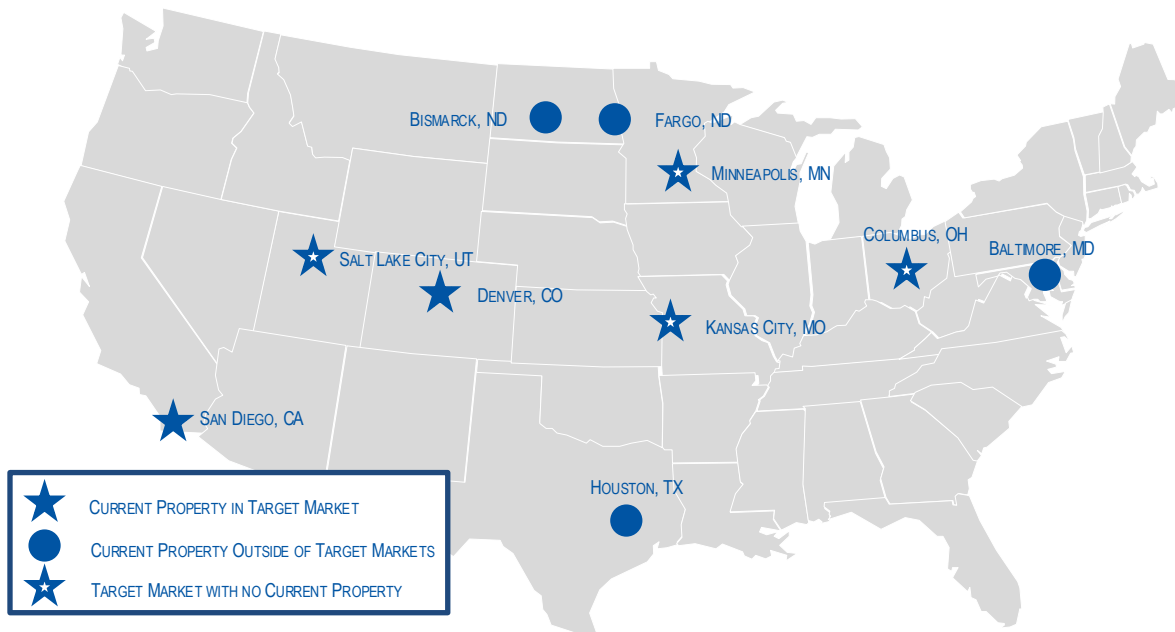 BISMARCK, ND
FARGO, ND
MINNEAPOLIS, MN
COLUMBUS, OH
BALTIMORE, MD
SALT LAKE CITY, UT
DENVER, CO
KANSAS CITY, MO
SAN DIEGO, CA
HOUSTON, TX
CURRENT PROPERTY IN TARGET MARKET
CURRENT PROPERTY OUTSIDE OF TARGET MARKETS
TARGET MARKET WITH NO CURRENT PROPERTY